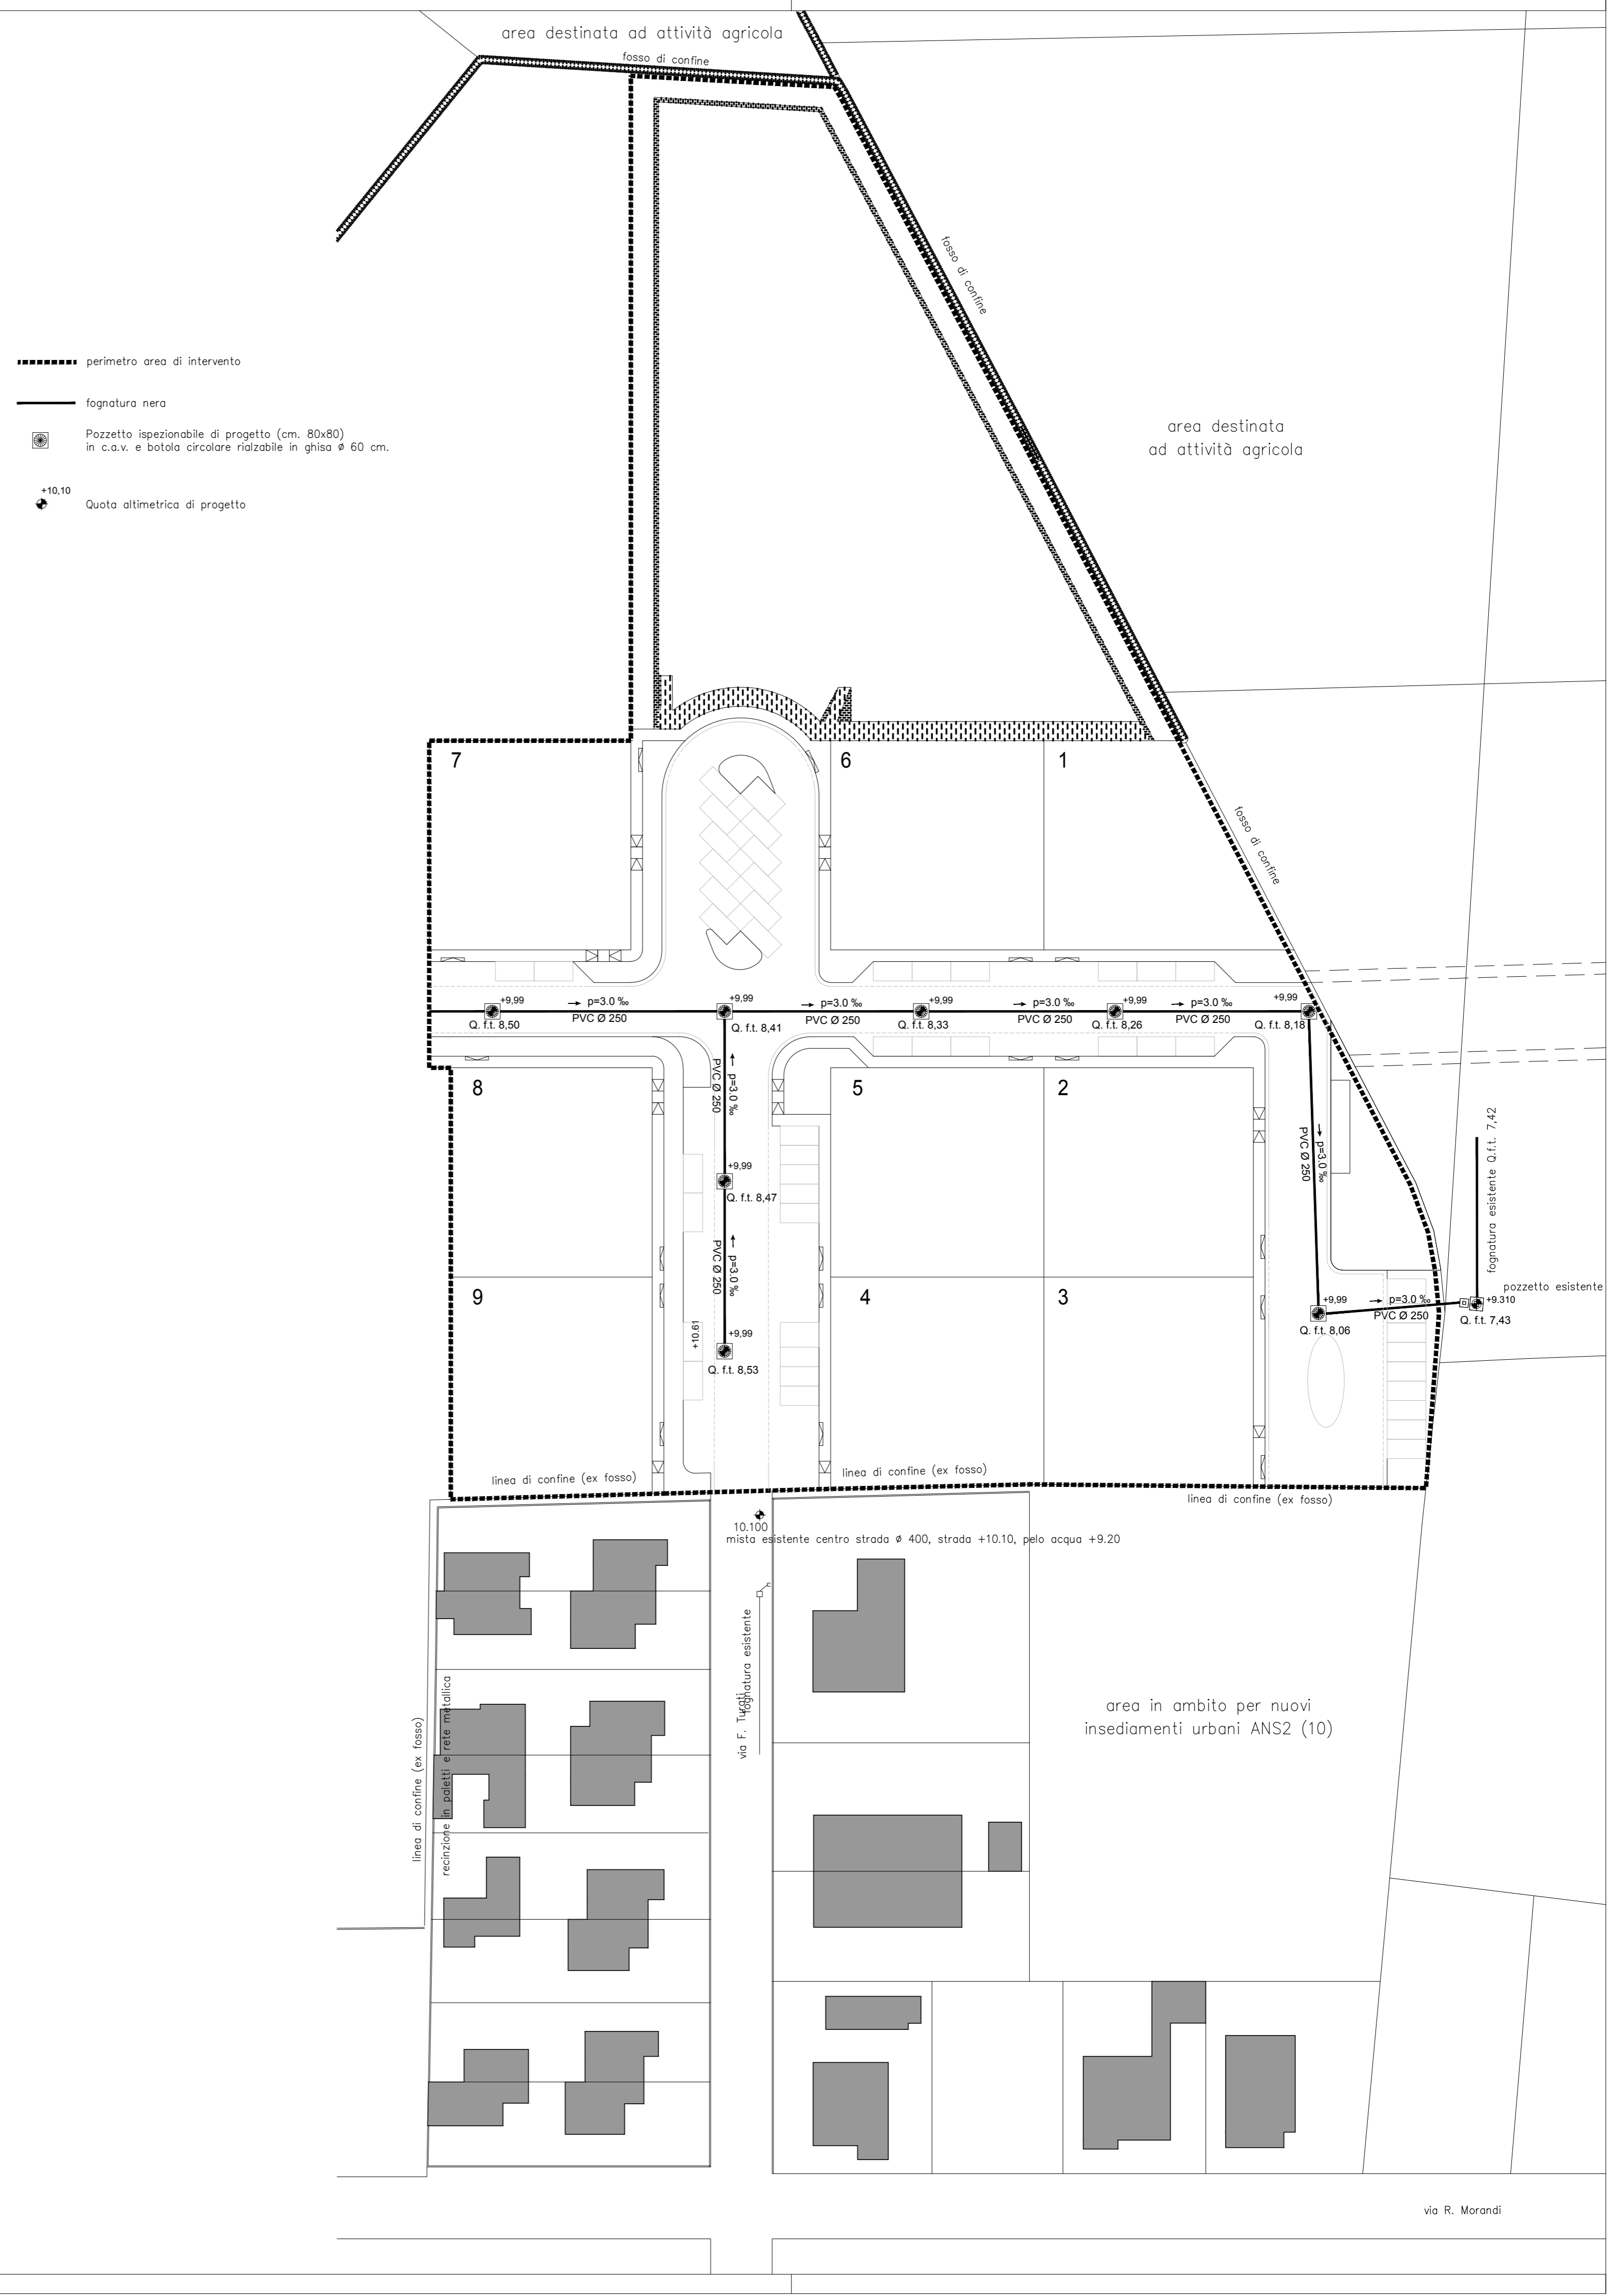 area destinata ad attività agricola
fosso di confine
fosso di confine
perimetro area di intervento
fognatura nera
Pozzetto ispezionabile di progetto (cm. 80x80)
in c.a.v. e botola circolare rialzabile in ghisa ø 60 cm.
+10,10
Quota altimetrica di progetto
area destinata
ad attività agricola
7
6
1
fosso di confine
+9,99
p=3.0 ‰
PVC Ø 250
Q. f.t. 8,50
+9,99
Q. f.t. 8,41
p=3.0 ‰
PVC Ø 250
+9,99
Q. f.t. 8,33
p=3.0 ‰
PVC Ø 250
+9,99
Q. f.t. 8,26
p=3.0 ‰
PVC Ø 250
+9,99
Q. f.t. 8,18
8
PVC Ø 250
p=3.0 ‰
5
2
PVC Ø 250
p=3.0 ‰
fognatura esistente Q.f.t. 7,42
+9,99
Q. f.t. 8,47
PVC Ø 250
p=3.0 ‰
9
4
3
pozzetto esistente
+9,99
Q. f.t. 8,06
p=3.0 ‰
PVC Ø 250
+9.310
Q. f.t. 7,43
+10.61
+9,99
Q. f.t. 8,53
linea di confine (ex fosso)
linea di confine (ex fosso)
linea di confine (ex fosso)
10.100
mista esistente centro strada ø 400, strada +10.10, pelo acqua +9.20
linea di confine (ex fosso)
recinzione in paletti e rete metallica
via F. Turati
fognatura esistente
area in ambito per nuovi
insediamenti urbani ANS2 (10)
via R. Morandi